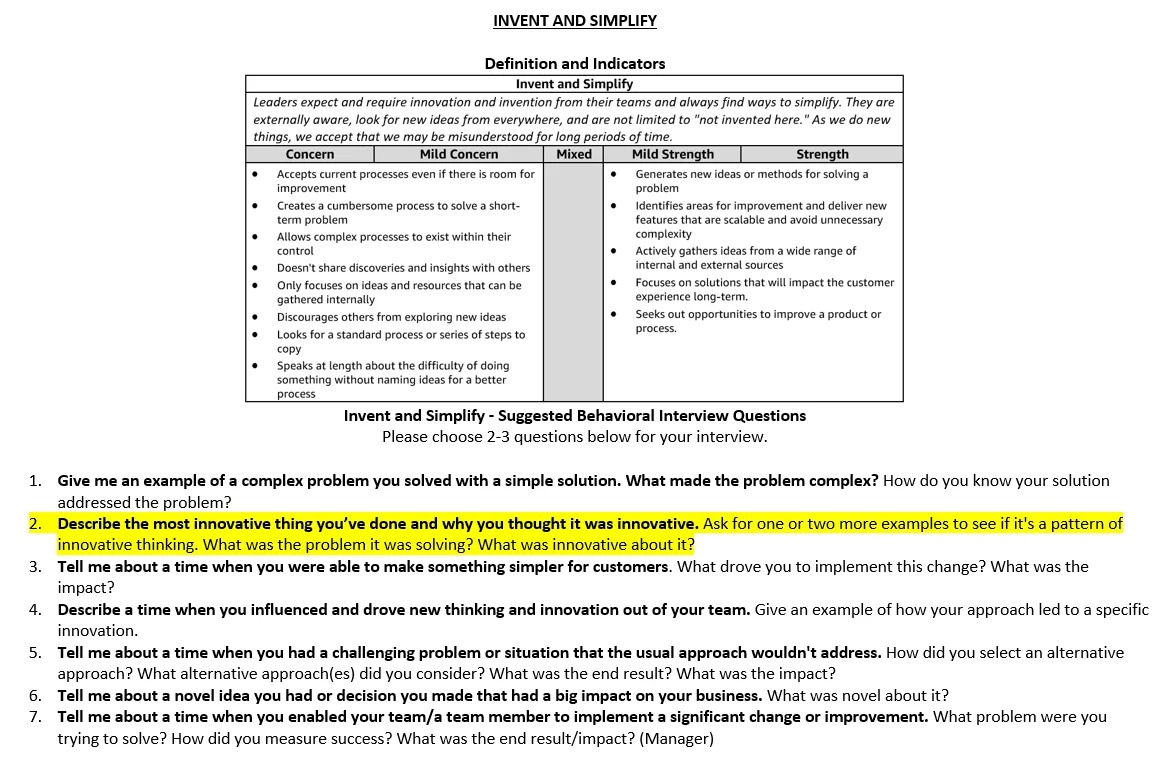 INVENT AND SIMPLIFY
Definition and Indicators
Invent and Simplify
Leaders expect and require innovation and invention from their teams and always find ways to simplify. They are
externally aware, look for new ideas from everywhere, and are not limited to "not invented here." As we do new
things, we accept that we may be misunderstood for long periods of time.
Concern Mild Concern Mixed Mild Strength Strength
• Accepts current processes even if there is room for
improvement
• Creates a cumbersome process to solve a short-
term problem
• Allows complex processes to exist within their
control
• Doesn't share discoveries and insights with others
• Only focuses on ideas and resources that can be
gathered internally
• Discourages others from exploring new ideas
• Looks for a standard process or series of steps to
copy
• Speaks at length about the difficulty of doing
something without naming ideas for a better
process
• Generates new ideas or methods for solving a
problem
• Identifies areas for improvement and deliver new
features that are scalable and avoid unnecessary
complexity
• Actively gathers ideas from a wide range of
internal and external sources
• Focuses on solutions that will impact the customer
experience long-term.
• Seeks out opportunities to improve a product or
process.
Invent and Simplify - Suggested Behavioral Interview Questions
Please choose 2-3 questions below for your interview.
1. Give me an example of a complex problem you solved with a simple solution. What made the problem complex? How do you know your solution
addressed the problem?
2. Describe the most innovative thing you’ve done and why you thought it was innovative. Ask for one or two more examples to see if it's a pattern of
innovative thinking. What was the problem it was solving? What was innovative about it?
3. Tell me about a time when you were able to make something simpler for customers. What drove you to implement this change? What was the
impact?
4. Describe a time when you influenced and drove new thinking and innovation out of your team. Give an example of how your approach led to a specific
innovation.
5. Tell me about a time when you had a challenging problem or situation that the usual approach wouldn't address. How did you select an alternative
approach? What alternative approach(es) did you consider? What was the end result? What was the impact?
6. Tell me about a novel idea you had or decision you made that had a big impact on your business. What was novel about it?
7. Tell me about a time when you enabled your team/a team member to implement a significant change or improvement. What problem were you
trying to solve? How did you measure success? What was the end result/impact? (Manager)